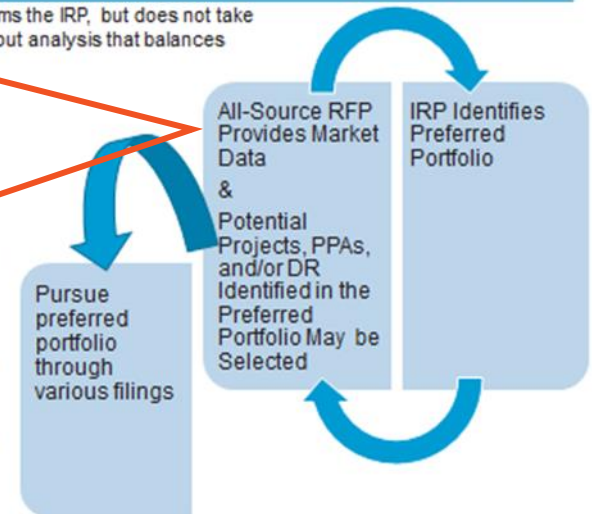 ms the IRP, but does not take
out analysis that balances
All-Source RFP
Provides Market
Data
&
Potential
Projects, PPAs,
and/or DR
Identified in the
Preferred
Portfolio May be
Selected
IRP Identifies
Preferred
Portfolio
Pursue
preferred
portfolio
through
various filings